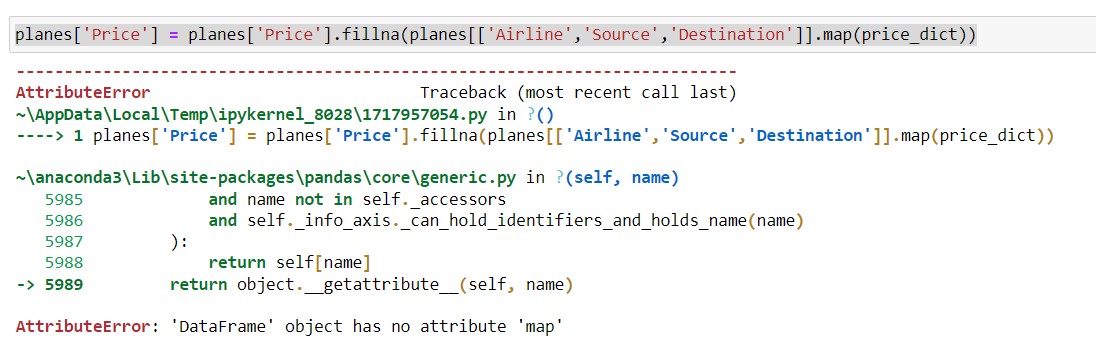 planes['Price'] = planes['Price'].fillna(planes[['Airline','Source','Destination']].map(price_dict))
---------------------------------------------------------------------------
AttributeError                            Traceback (most recent call last)
~\AppData\Local\Temp\ipykernel_8028\1717957054.py in ?()
----> 1 planes['Price'] = planes['Price'].fillna(planes[['Airline','Source','Destination']].map(price_dict))
~\anaconda3\Lib\site-packages\pandas\core\generic.py in ?(self, name)
   5985             and name not in self._accessors
   5986             and self._info_axis._can_hold_identifiers_and_holds_name(name)
   5987         ):
   5988             return self[name]
-> 5989         return object.__getattribute__(self, name)
AttributeError: 'DataFrame' object has no attribute 'map'